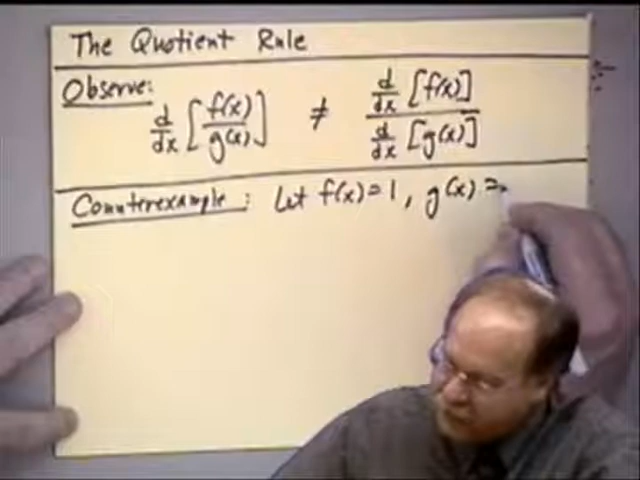 The Quotient Rule
Observe:
d/dx [f(x)/g(x)] ≠ d/dx [f(x)] / d/dx [g(x)]
Counterexample: Let f(x) = 1, g(x) =